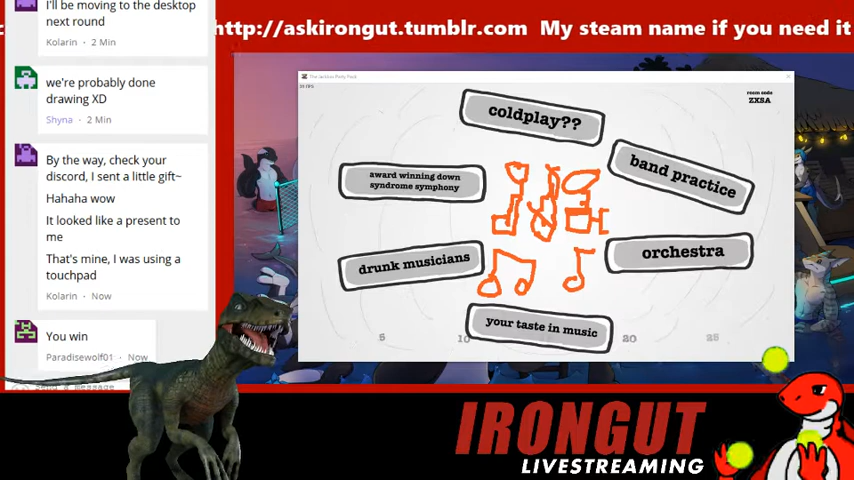 I'll be moving to the desktop
next round
Kolarin · 2 Min
we're probably done
drawing XD
Shyna · 2 Min
By the way, check your
discord, I sent a little gift~
Hahaha wow
It looked like a present to
me
That's mine, I was using a
touchpad
Kolarin · Now
You win
Paradisewolf01 · Now
Send a message
http://askirongut.tumblr.com My steam name if you need it
The Jackbox Party Pack
room code
ZXSA
coldplay??
award winning down
syndrome symphony
band practice
drunk musicians
orchestra
your taste in music
5 10 20 25
IRONGUT
LIVESTREAMING